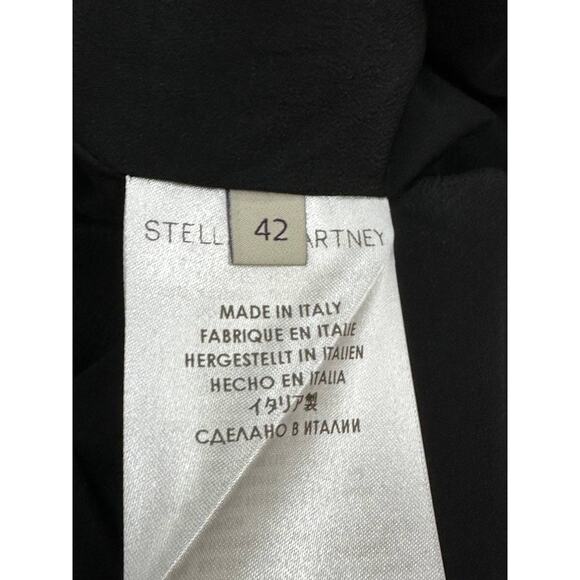 STELL 42 ARTNEY
MADE IN ITALY
FABRIQUE EN ITALIE
HERGESTELLT IN ITALIEN
HECHO EN ITALIA
イタリア製
СДЕЛАНО В ИТАЛИИ